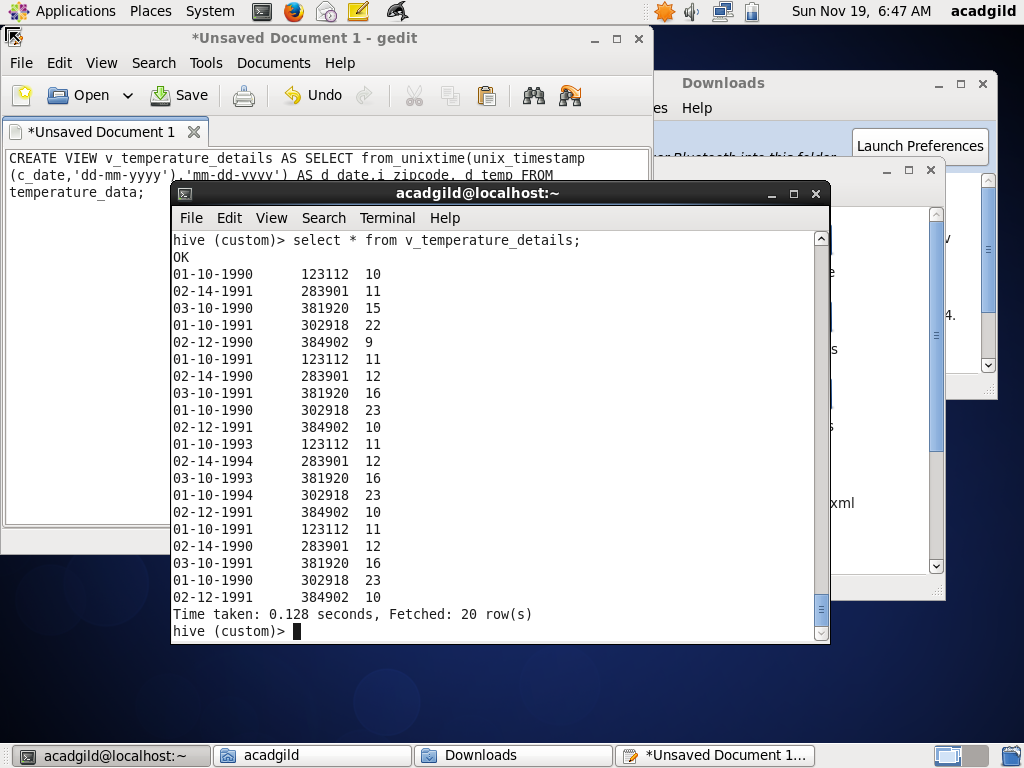 Applications Places System Sun Nov 19, 6:47 AM acadgild
*Unsaved Document 1 - gedit
File Edit View Search Tools Documents Help
Open Save Undo
*Unsaved Document 1
CREATE VIEW v_temperature_details AS SELECT from_unixtime(unix_timestamp
(c_date,'dd-mm-yyyy'),'mm-dd-yyyy') AS d_date,i_zipcode, d_temp FROM
temperature_data;
Downloads
es Help
Launch Preferences
acadgild@localhost:~
File Edit View Search Terminal Help
hive (custom)> select * from v_temperature_details;
OK
01-10-1990 123112 10
02-14-1991 283901 11
03-10-1990 381920 15
01-10-1991 302918 22
02-12-1990 384902 9
01-10-1991 123112 11
02-14-1990 283901 12
03-10-1991 381920 16
01-10-1990 302918 23
02-12-1991 384902 10
01-10-1993 123112 11
02-14-1994 283901 12
03-10-1993 381920 16
01-10-1994 302918 23
02-12-1991 384902 10
01-10-1991 123112 11
02-14-1990 283901 12
03-10-1991 381920 16
01-10-1990 302918 23
02-12-1991 384902 10
Time taken: 0.128 seconds, Fetched: 20 row(s)
hive (custom)>
v
4.
e
s
s
xml
acadgild@localhost:~ acadgild Downloads *Unsaved Document 1...